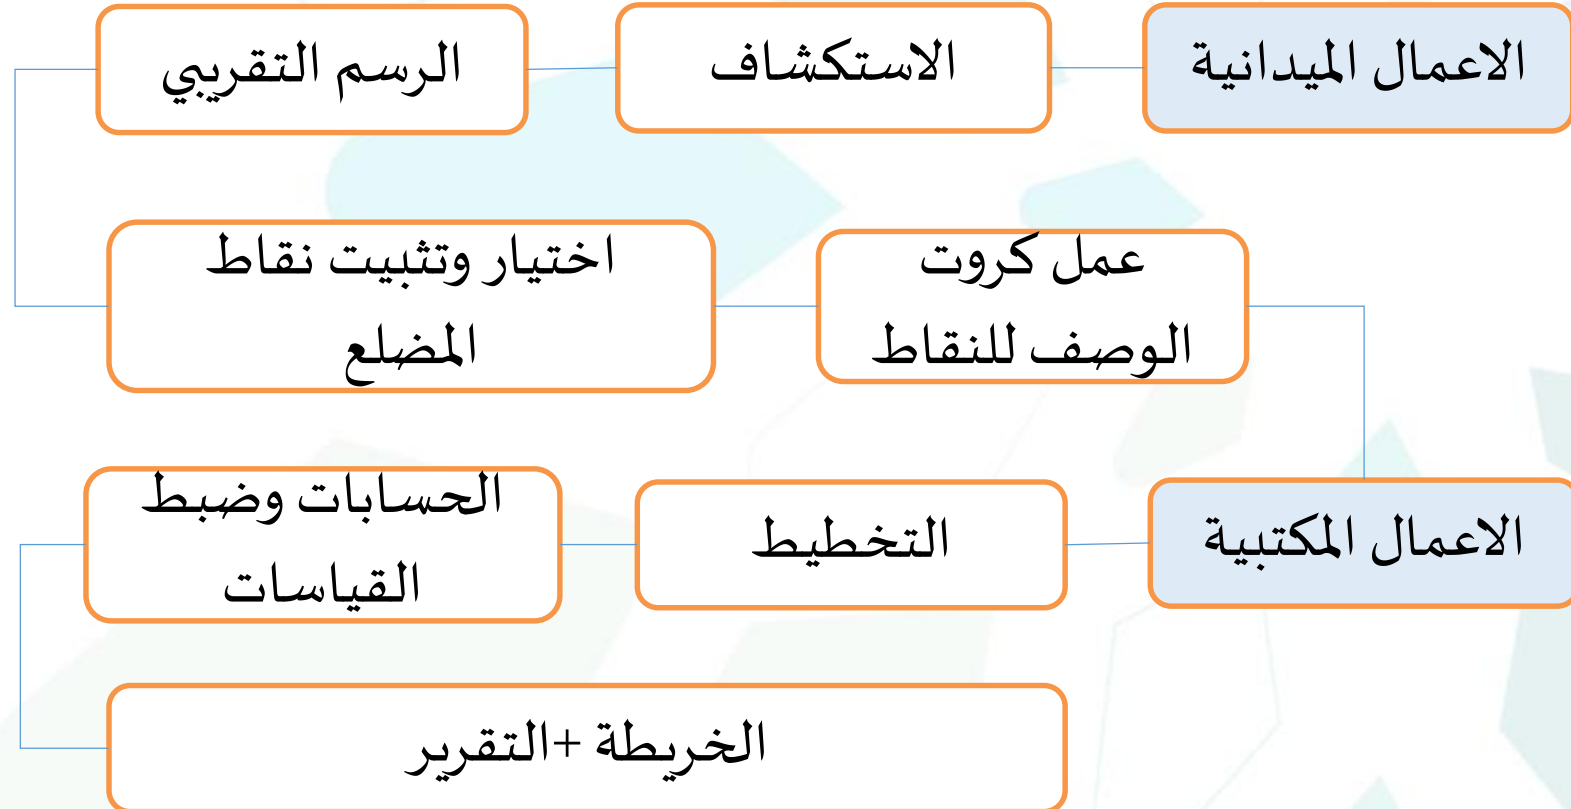 الاعمال الميدانية
الاستكشاف
الرسم التقريبي
اختيار وتثبيت نقاط
المضلع
عمل كروت
الوصف للنقاط
الاعمال المكتبية
التخطيط
الحسابات وضبط
القياسات
الخريطة +التقرير